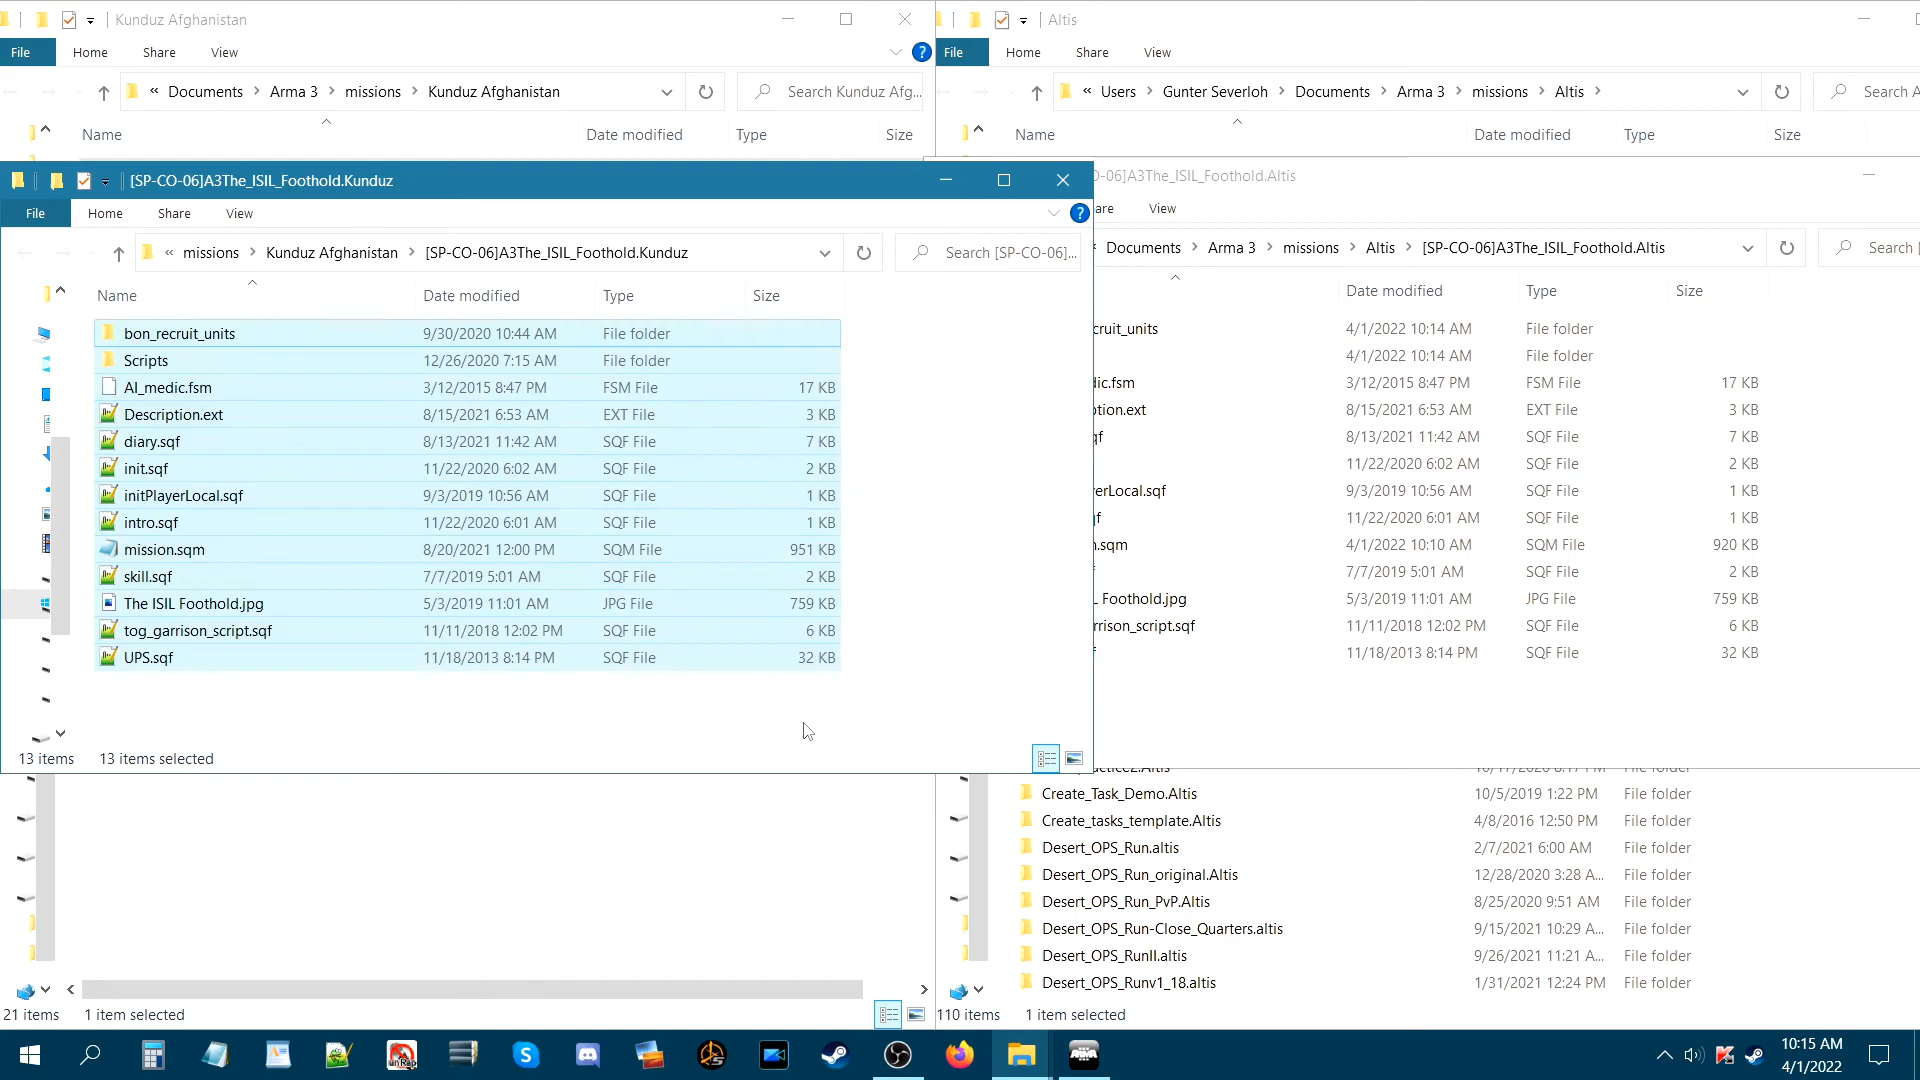 Kunduz Afghanistan
File Home Share View
« Documents > Arma 3 > missions > Kunduz Afghanistan
Search Kunduz Afg...
Name Date modified Type Size
Altis
File Home Share View
« Users > Gunter Severloh > Documents > Arma 3 > missions > Altis >
Search A
Name Date modified Type Size
[SP-CO-06]A3The_ISIL_Foothold.Kunduz
File Home Share View
« missions > Kunduz Afghanistan > [SP-CO-06]A3The_ISIL_Foothold.Kunduz
Search [SP-CO-06]...
Name Date modified Type Size
bon_recruit_units 9/30/2020 10:44 AM File folder
Scripts 12/26/2020 7:15 AM File folder
AI_medic.fsm 3/12/2015 8:47 PM FSM File 17 KB
Description.ext 8/15/2021 6:53 AM EXT File 3 KB
diary.sqf 8/13/2021 11:42 AM SQF File 7 KB
init.sqf 11/22/2020 6:02 AM SQF File 2 KB
initPlayerLocal.sqf 9/3/2019 10:56 AM SQF File 1 KB
intro.sqf 11/22/2020 6:01 AM SQF File 1 KB
mission.sqm 8/20/2021 12:00 PM SQM File 951 KB
skill.sqf 7/7/2019 5:01 AM SQF File 2 KB
The ISIL Foothold.jpg 5/3/2019 11:01 AM JPG File 759 KB
tog_garrison_script.sqf 11/11/2018 12:02 PM SQF File 6 KB
UPS.sqf 11/18/2013 8:14 PM SQF File 32 KB
13 items 13 items selected
O-06]A3The_ISIL_Foothold.Altis
are View
Documents > Arma 3 > missions > Altis > [SP-CO-06]A3The_ISIL_Foothold.Altis
Search [
Date modified Type Size
cruit_units 4/1/2022 10:14 AM File folder
4/1/2022 10:14 AM File folder
dic.fsm 3/12/2015 8:47 PM FSM File 17 KB
ption.ext 8/15/2021 6:53 AM EXT File 3 KB
qf 8/13/2021 11:42 AM SQF File 7 KB
11/22/2020 6:02 AM SQF File 2 KB
yerLocal.sqf 9/3/2019 10:56 AM SQF File 1 KB
f 11/22/2020 6:01 AM SQF File 1 KB
n.sqm 4/1/2022 10:10 AM SQM File 920 KB
f 7/7/2019 5:01 AM SQF File 2 KB
L Foothold.jpg 5/3/2019 11:01 AM JPG File 759 KB
rrison_script.sqf 11/11/2018 12:02 PM SQF File 6 KB
f 11/18/2013 8:14 PM SQF File 32 KB
Create_Task_Demo.Altis 10/5/2019 1:22 PM File folder
Create_tasks_template.Altis 4/8/2016 12:50 PM File folder
Desert_OPS_Run.altis 2/7/2021 6:00 AM File folder
Desert_OPS_Run_original.Altis 12/28/2020 3:28 A... File folder
Desert_OPS_Run_PvP.Altis 8/25/2020 9:51 AM File folder
Desert_OPS_Run-Close_Quarters.altis 9/15/2021 10:29 A... File folder
Desert_OPS_RunII.altis 9/26/2021 11:21 A... File folder
Desert_OPS_Runv1_18.altis 1/31/2021 12:24 PM File folder
21 items 1 item selected
110 items 1 item selected
10:15 AM
4/1/2022